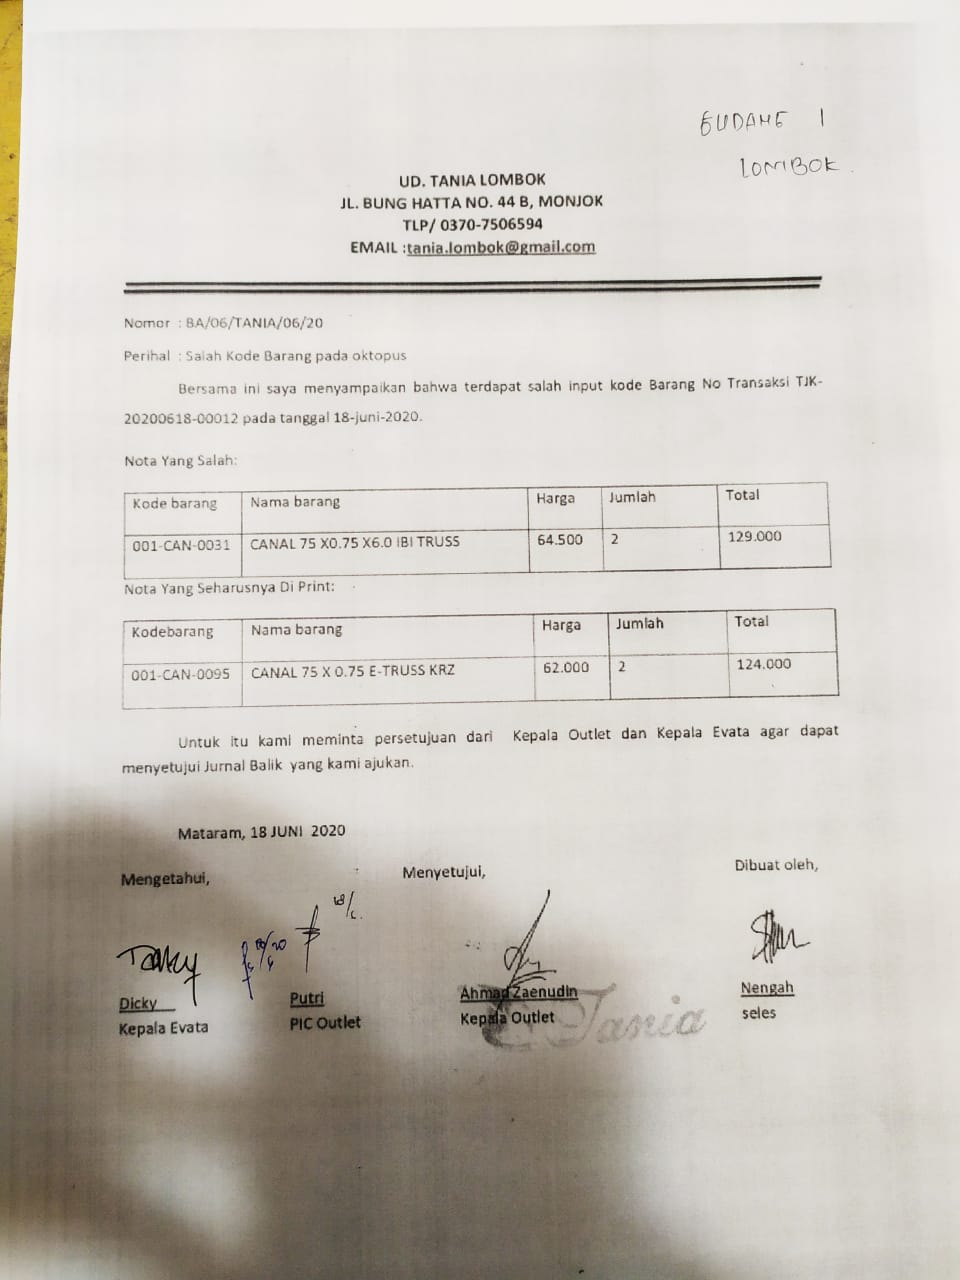 GUDANG 1
LOMBOK
UD. TANIA LOMBOK
JL. BUNG HATTA NO. 44 B, MONJOK
TLP/ 0370-7506594
EMAIL :tania.lombok@gmail.com
Nomor : BA/06/TANIA/06/20
Perihal : Salah Kode Barang pada oktopus
Bersama ini saya menyampaikan bahwa terdapat salah input kode Barang No Transaksi TJK-
20200618-00012 pada tanggal 18-juni-2020.
Nota Yang Salah:
Kode barang Nama barang Harga Jumlah Total
001-CAN-0031 CANAL 75 X0.75 X6.0 IBI TRUSS 64.500 2 129.000
Nota Yang Seharusnya Di Print:
Kodebarang Nama barang Harga Jumlah Total
001-CAN-0095 CANAL 75 X 0.75 E-TRUSS KRZ 62.000 2 124.000
Untuk itu kami meminta persetujuan dari Kepala Outlet dan Kepala Evata agar dapat
menyetujui Jurnal Balik yang kami ajukan.
Mataram, 18 JUNI 2020
Mengetahui, Menyetujui, Dibuat oleh,
Dicky Putri Ahmad Zaenudin Nengah
Kepala Evata PIC Outlet Kepala Outlet seles
Tania